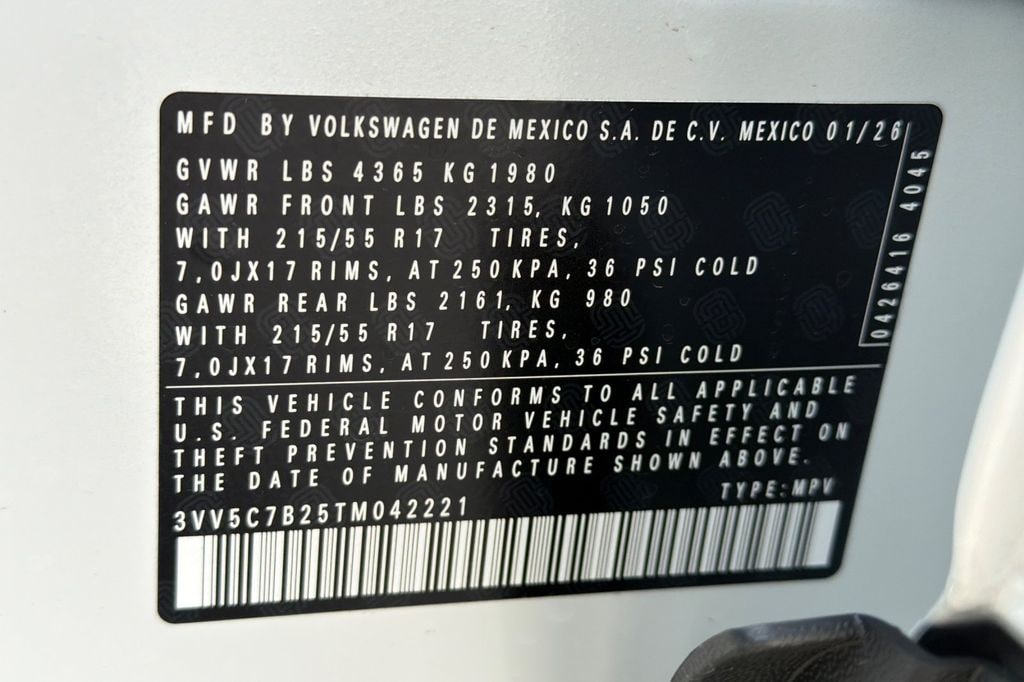 MFD BY VOLKSWAGEN DE MEXICO S.A. DE C.V. MEXICO 01/26
GVWR LBS 4365 KG 1980
GAWR FRONT LBS 2315, KG 1050
WITH 215/55 R17 TIRES,
7,0JX17 RIMS, AT 250 KPA, 36 PSI COLD
GAWR REAR LBS 2161, KG 980
WITH 215/55 R17 TIRES,
7,0JX17 RIMS, AT 250 KPA, 36 PSI COLD
0426416 4045
THIS VEHICLE CONFORMS TO ALL APPLICABLE
U.S. FEDERAL MOTOR VEHICLE SAFETY AND
THEFT PREVENTION STANDARDS IN EFFECT ON
THE DATE OF MANUFACTURE SHOWN ABOVE.
TYPE:MPV
3VV5C7B25TM042221